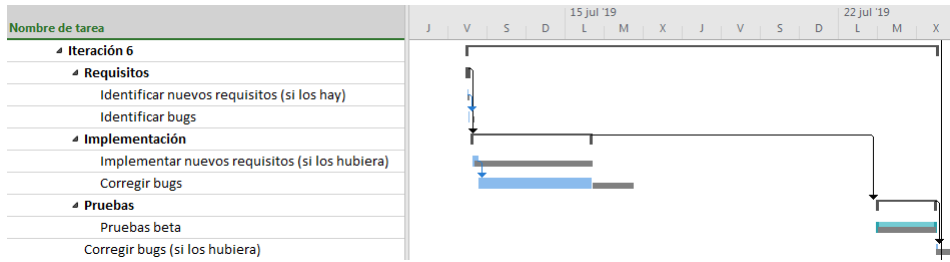 15 jul '19 22 jul '19
Nombre de tarea J V S D L M X J V S D L M X
Iteración 6
Requisitos
Identificar nuevos requisitos (si los hay)
Identificar bugs
Implementación
Implementar nuevos requisitos (si los hubiera)
Corregir bugs
Pruebas
Pruebas beta
Corregir bugs (si los hubiera)